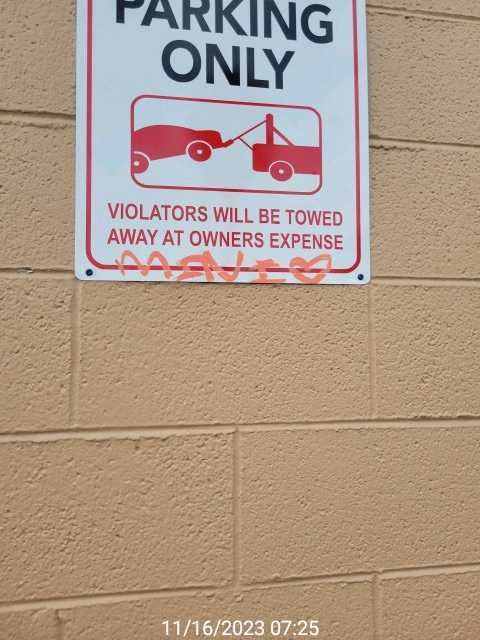 PARKING
ONLY
VIOLATORS WILL BE TOWED
AWAY AT OWNERS EXPENSE
11/16/2023 07:25